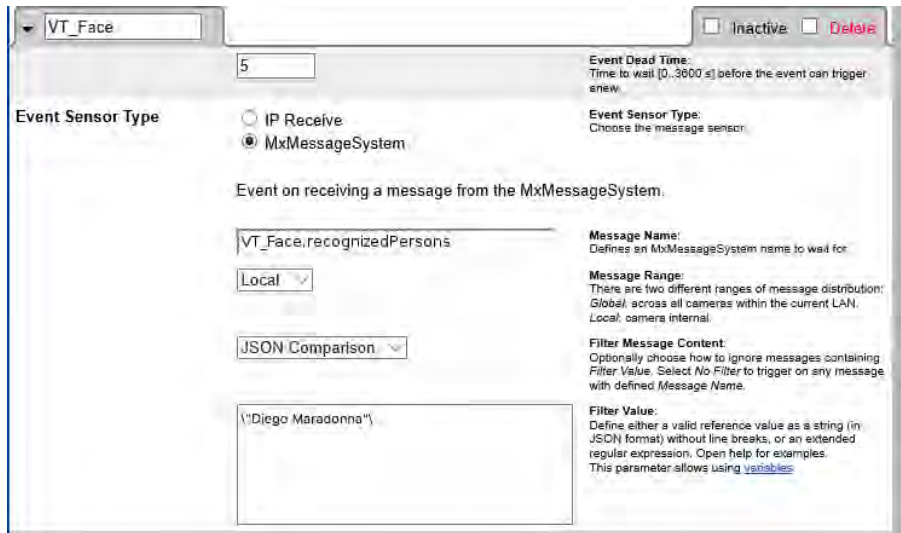 VT_Face
Inactive
Delete
5
Event Dead Time:
Time to wait [0..3600 s] before the event can trigger
anew.
Event Sensor Type
IP Receive
MxMessageSystem
Event Sensor Type:
Choose the message sensor.
Event on receiving a message from the MxMessageSystem.
VT_Face.recognizedPersons
Message Name:
Defines an MxMessageSystem name to wait for.
Local
Message Range:
There are two different ranges of message distribution:
Global: across all cameras within the current LAN.
Local: camera internal.
JSON Comparison
Filter Message Content:
Optionally choose how to ignore messages containing
Filter Value. Select No Filter to trigger on any message
with defined Message Name.
\"Diego Maradonna"\
Filter Value:
Define either a valid reference value as a string (in
JSON format) without line breaks, or an extended
regular expression. Open help for examples.
This parameter allows using variables.